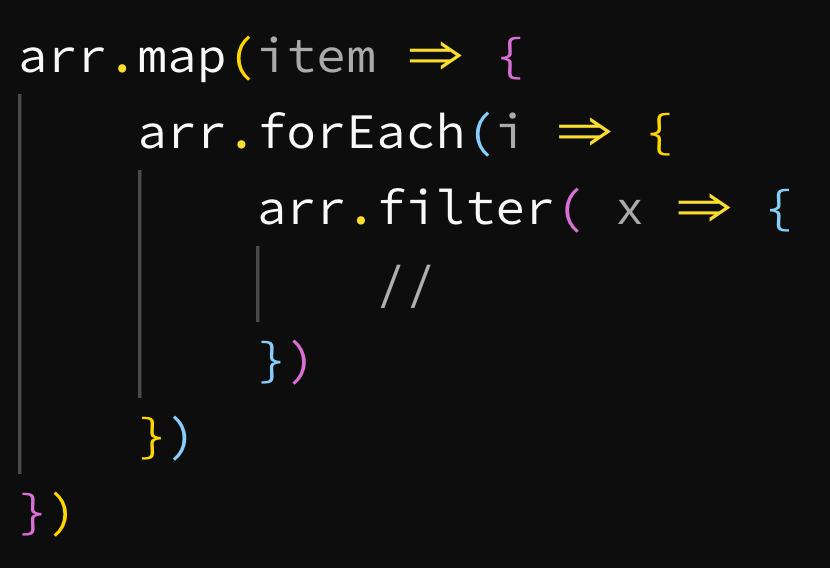 arr.map(item => {
    arr.forEach(i => {
        arr.filter( x => {
            //
        })
    })
})